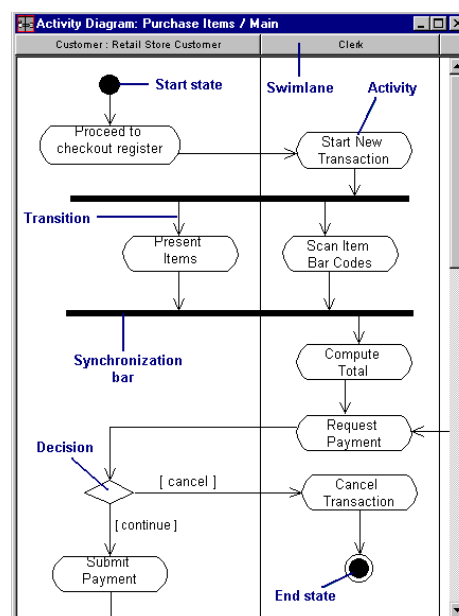 Activity Diagram: Purchase Items / Main
Customer : Retail Store Customer
Clerk
Start state
Swimlane
Activity
Proceed to
checkout register
Start New
Transaction
Transition
Present
Items
Scan Item
Bar Codes
Synchronization
bar
Compute
Total
Request
Payment
Decision
[ cancel ]
Cancel
Transaction
[ continue ]
Submit
Payment
End state